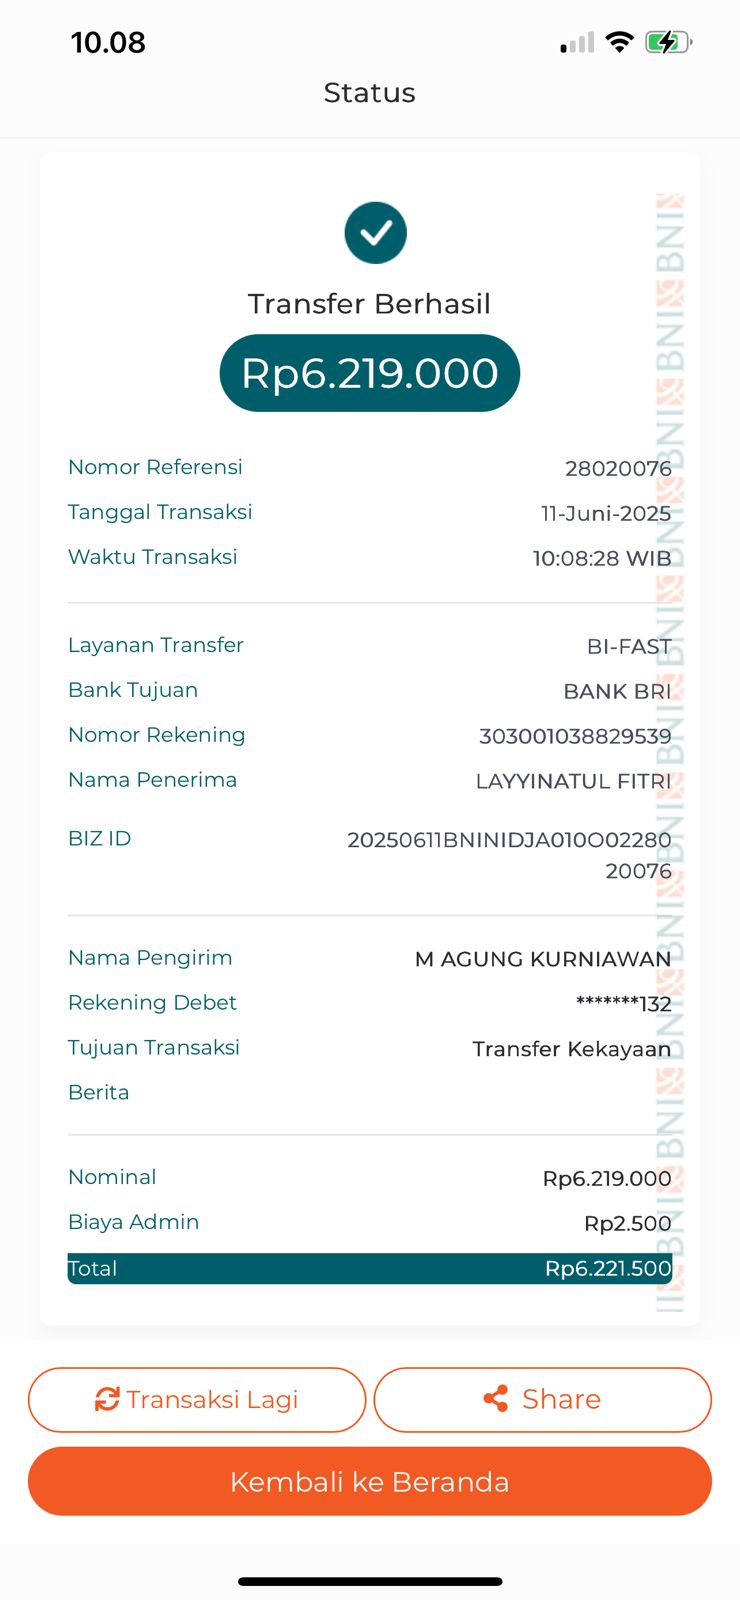 10.08
Status
Transfer Berhasil
Rp6.219.000
Nomor Referensi 28020076
Tanggal Transaksi 11-Juni-2025
Waktu Transaksi 10:08:28 WIB
Layanan Transfer BI-FAST
Bank Tujuan BANK BRI
Nomor Rekening 303001038829539
Nama Penerima LAYYINATUL FITRI
BIZ ID 20250611BNINIDJA010O02280
20076
Nama Pengirim M AGUNG KURNIAWAN
Rekening Debet *******132
Tujuan Transaksi Transfer Kekayaan
Berita
Nominal Rp6.219.000
Biaya Admin Rp2.500
Total Rp6.221.500
BNI BNI BNI BNI BNI BNI BNI BNI BNI BNI BNI
Transaksi Lagi
Share
Kembali ke Beranda